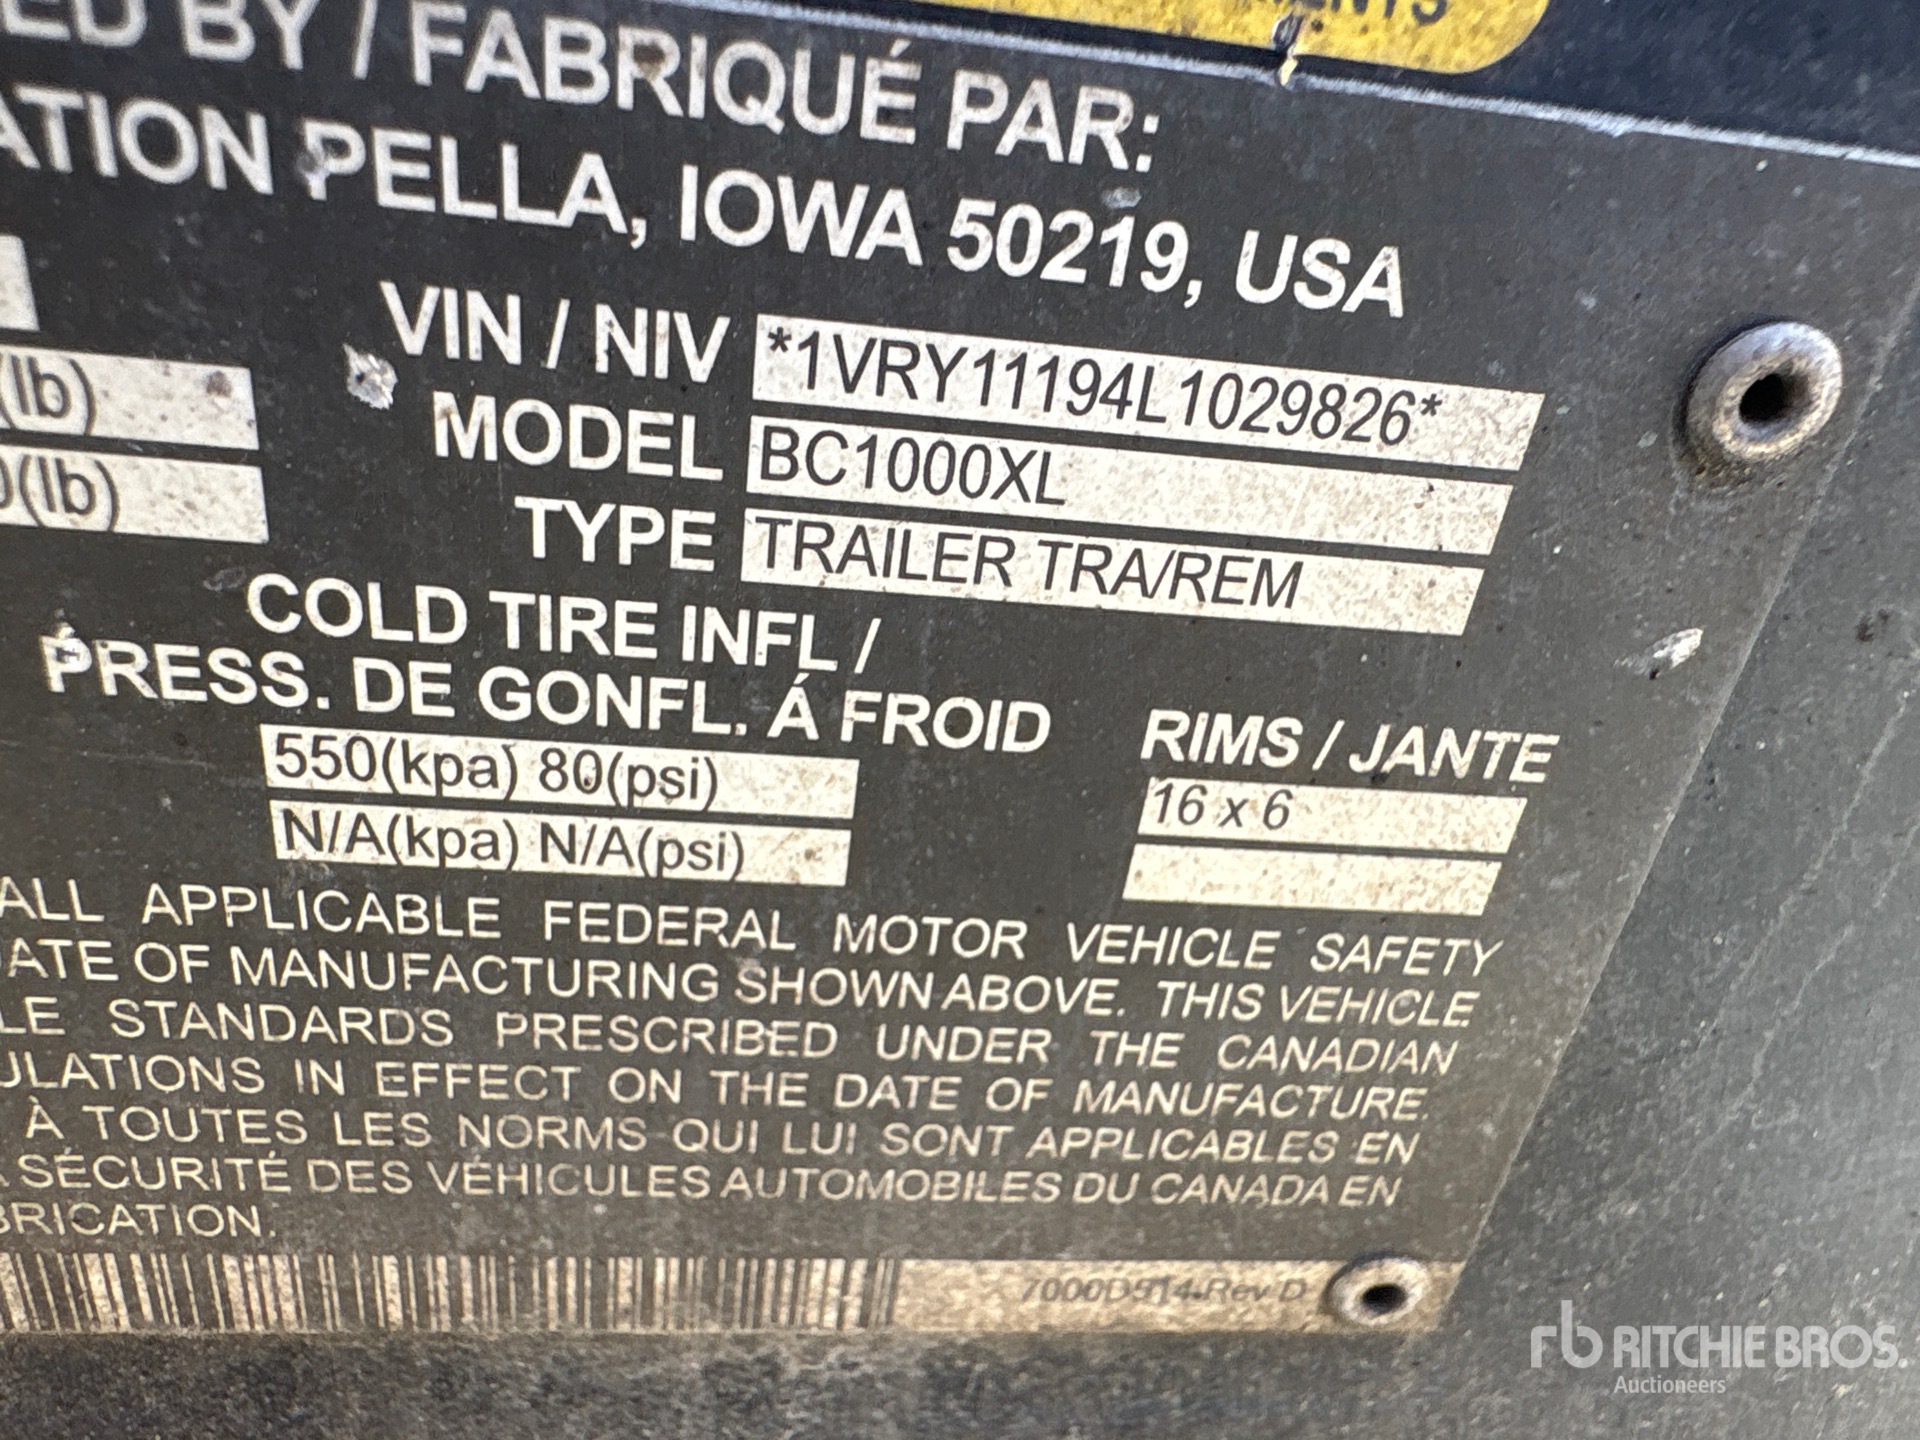 ED BY / FABRIQUÉ PAR:
ATION PELLA, IOWA 50219, USA
VIN / NIV *1VRY11194L1029826*
(lb)
MODEL BC1000XL
(lb)
TYPE TRAILER TRA/REM
COLD TIRE INFL /
PRESS. DE GONFL. Á FROID RIMS / JANTE
550(kpa) 80(psi) 16 x 6
N/A(kpa) N/A(psi)
ALL APPLICABLE FEDERAL MOTOR VEHICLE SAFETY
ATE OF MANUFACTURING SHOWN ABOVE. THIS VEHICLE
LE STANDARDS PRESCRIBED UNDER THE CANADIAN
ULATIONS IN EFFECT ON THE DATE OF MANUFACTURE.
À TOUTES LES NORMS QUI LUI SONT APPLICABLES EN
SÉCURITÉ DES VÉHICULES AUTOMOBILES DU CANADA EN
BRICATION.
7000D514 Rev D
rb RITCHIE BROS.
Auctioneers